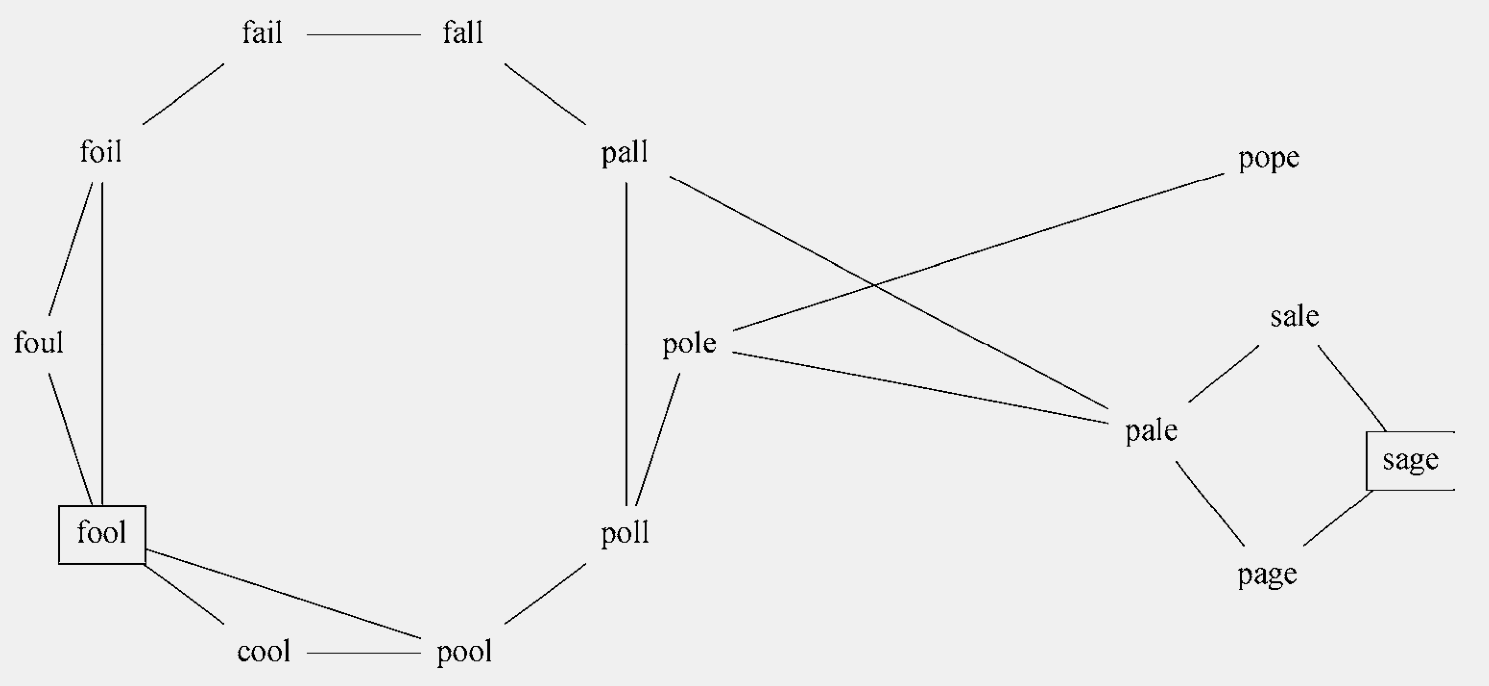 fail fall
foil pall pope
sale
foul pole
pale
sage
fool poll
page
cool pool